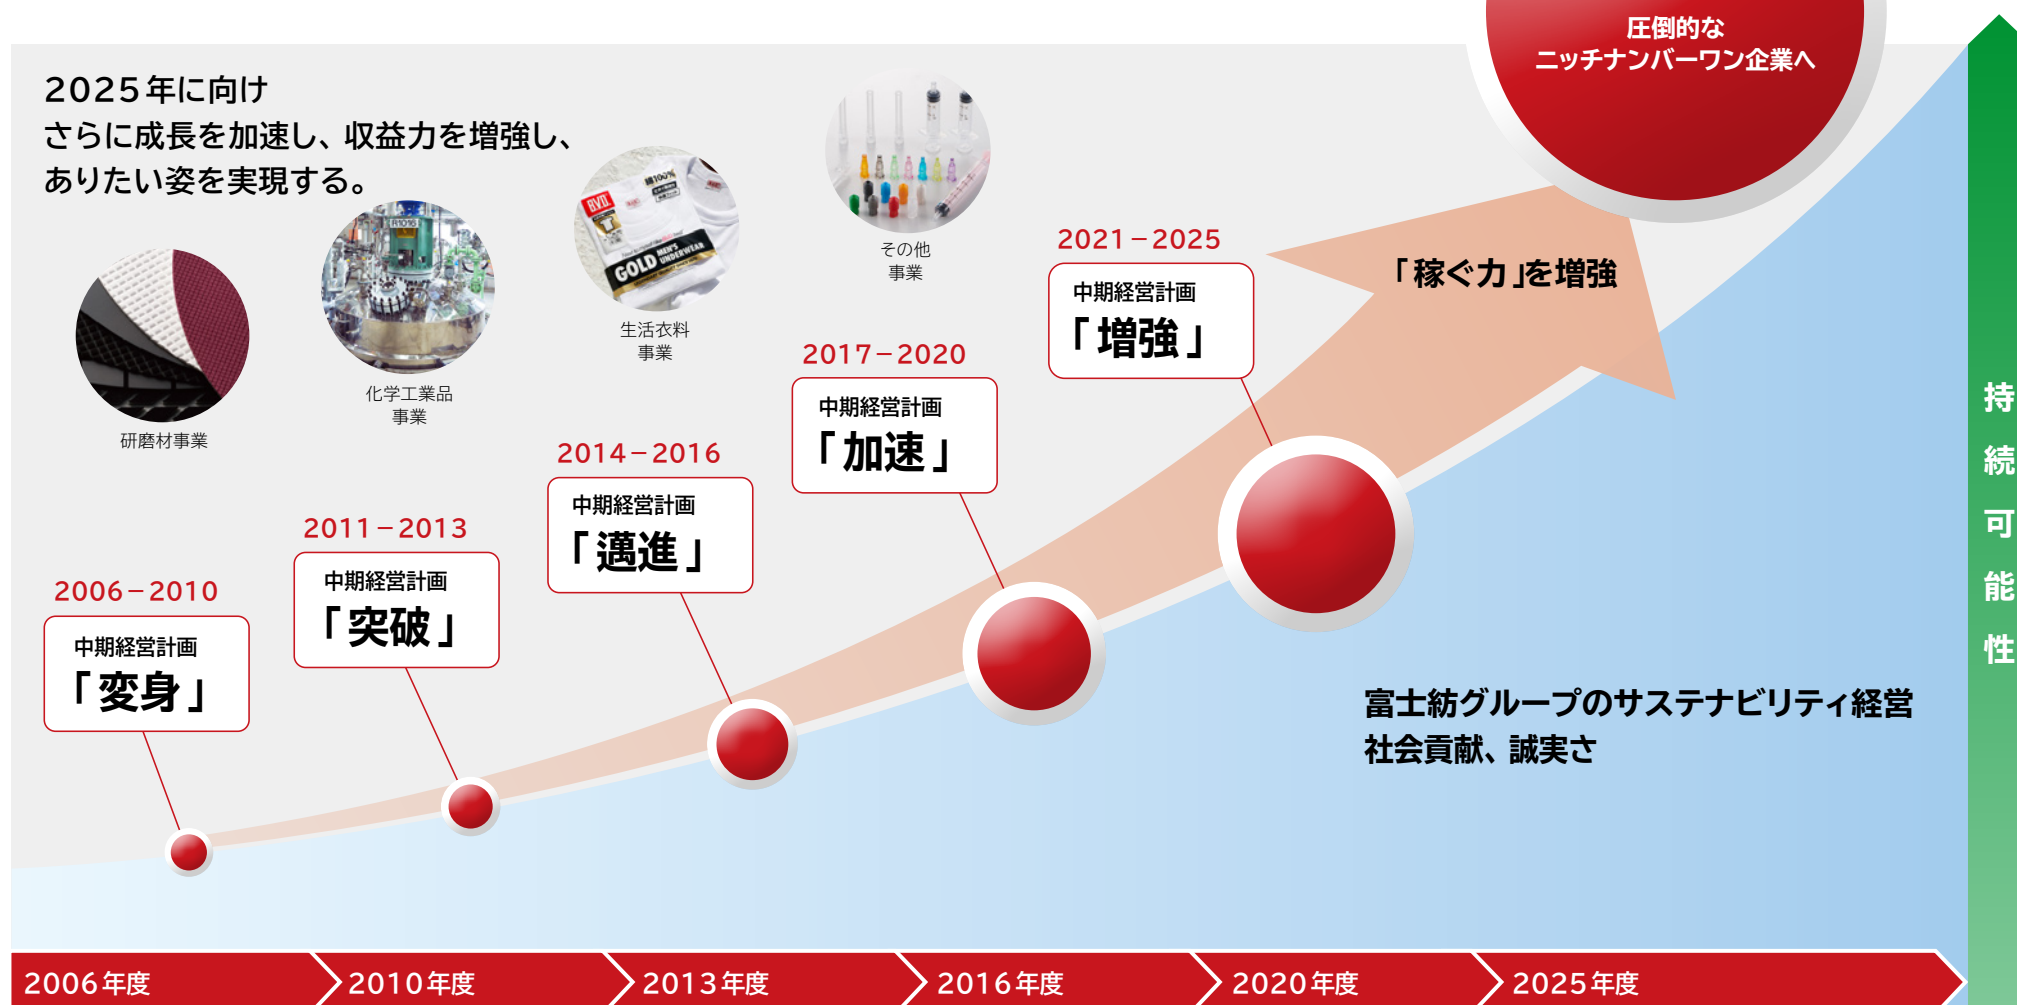 圧倒的な
ニッチナンバーワン企業へ
2025年に向け
さらに成長を加速し、収益力を増強し、
ありたい姿を実現する。
研磨材事業
R1016
化学工業品
事業
BVD
綿100%
GOLD MEN'S
UNDERWEAR
生活衣料
事業
その他
事業
2006－2010
中期経営計画
「変身」
2011－2013
中期経営計画
「突破」
2014－2016
中期経営計画
「邁進」
2017－2020
中期経営計画
「加速」
2021－2025
中期経営計画
「増強」
「稼ぐ力」を増強
富士紡グループのサステナビリティ経営
社会貢献、誠実さ
持続可能性
2006年度
2010年度
2013年度
2016年度
2020年度
2025年度